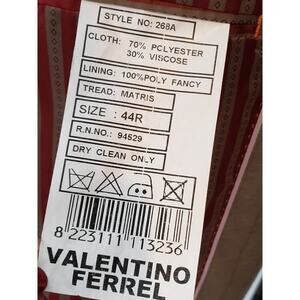 STYLE NO: 268A
CLOTH: 70% POLYESTER
30% VISCOSE
LINING: 100%POLY FANCY
TREAD: MATRIS
SIZE : 44R
R.N.NO.: 94529
DRY CLEAN ONLY
8 223111 113236
VALENTINO
FERREL